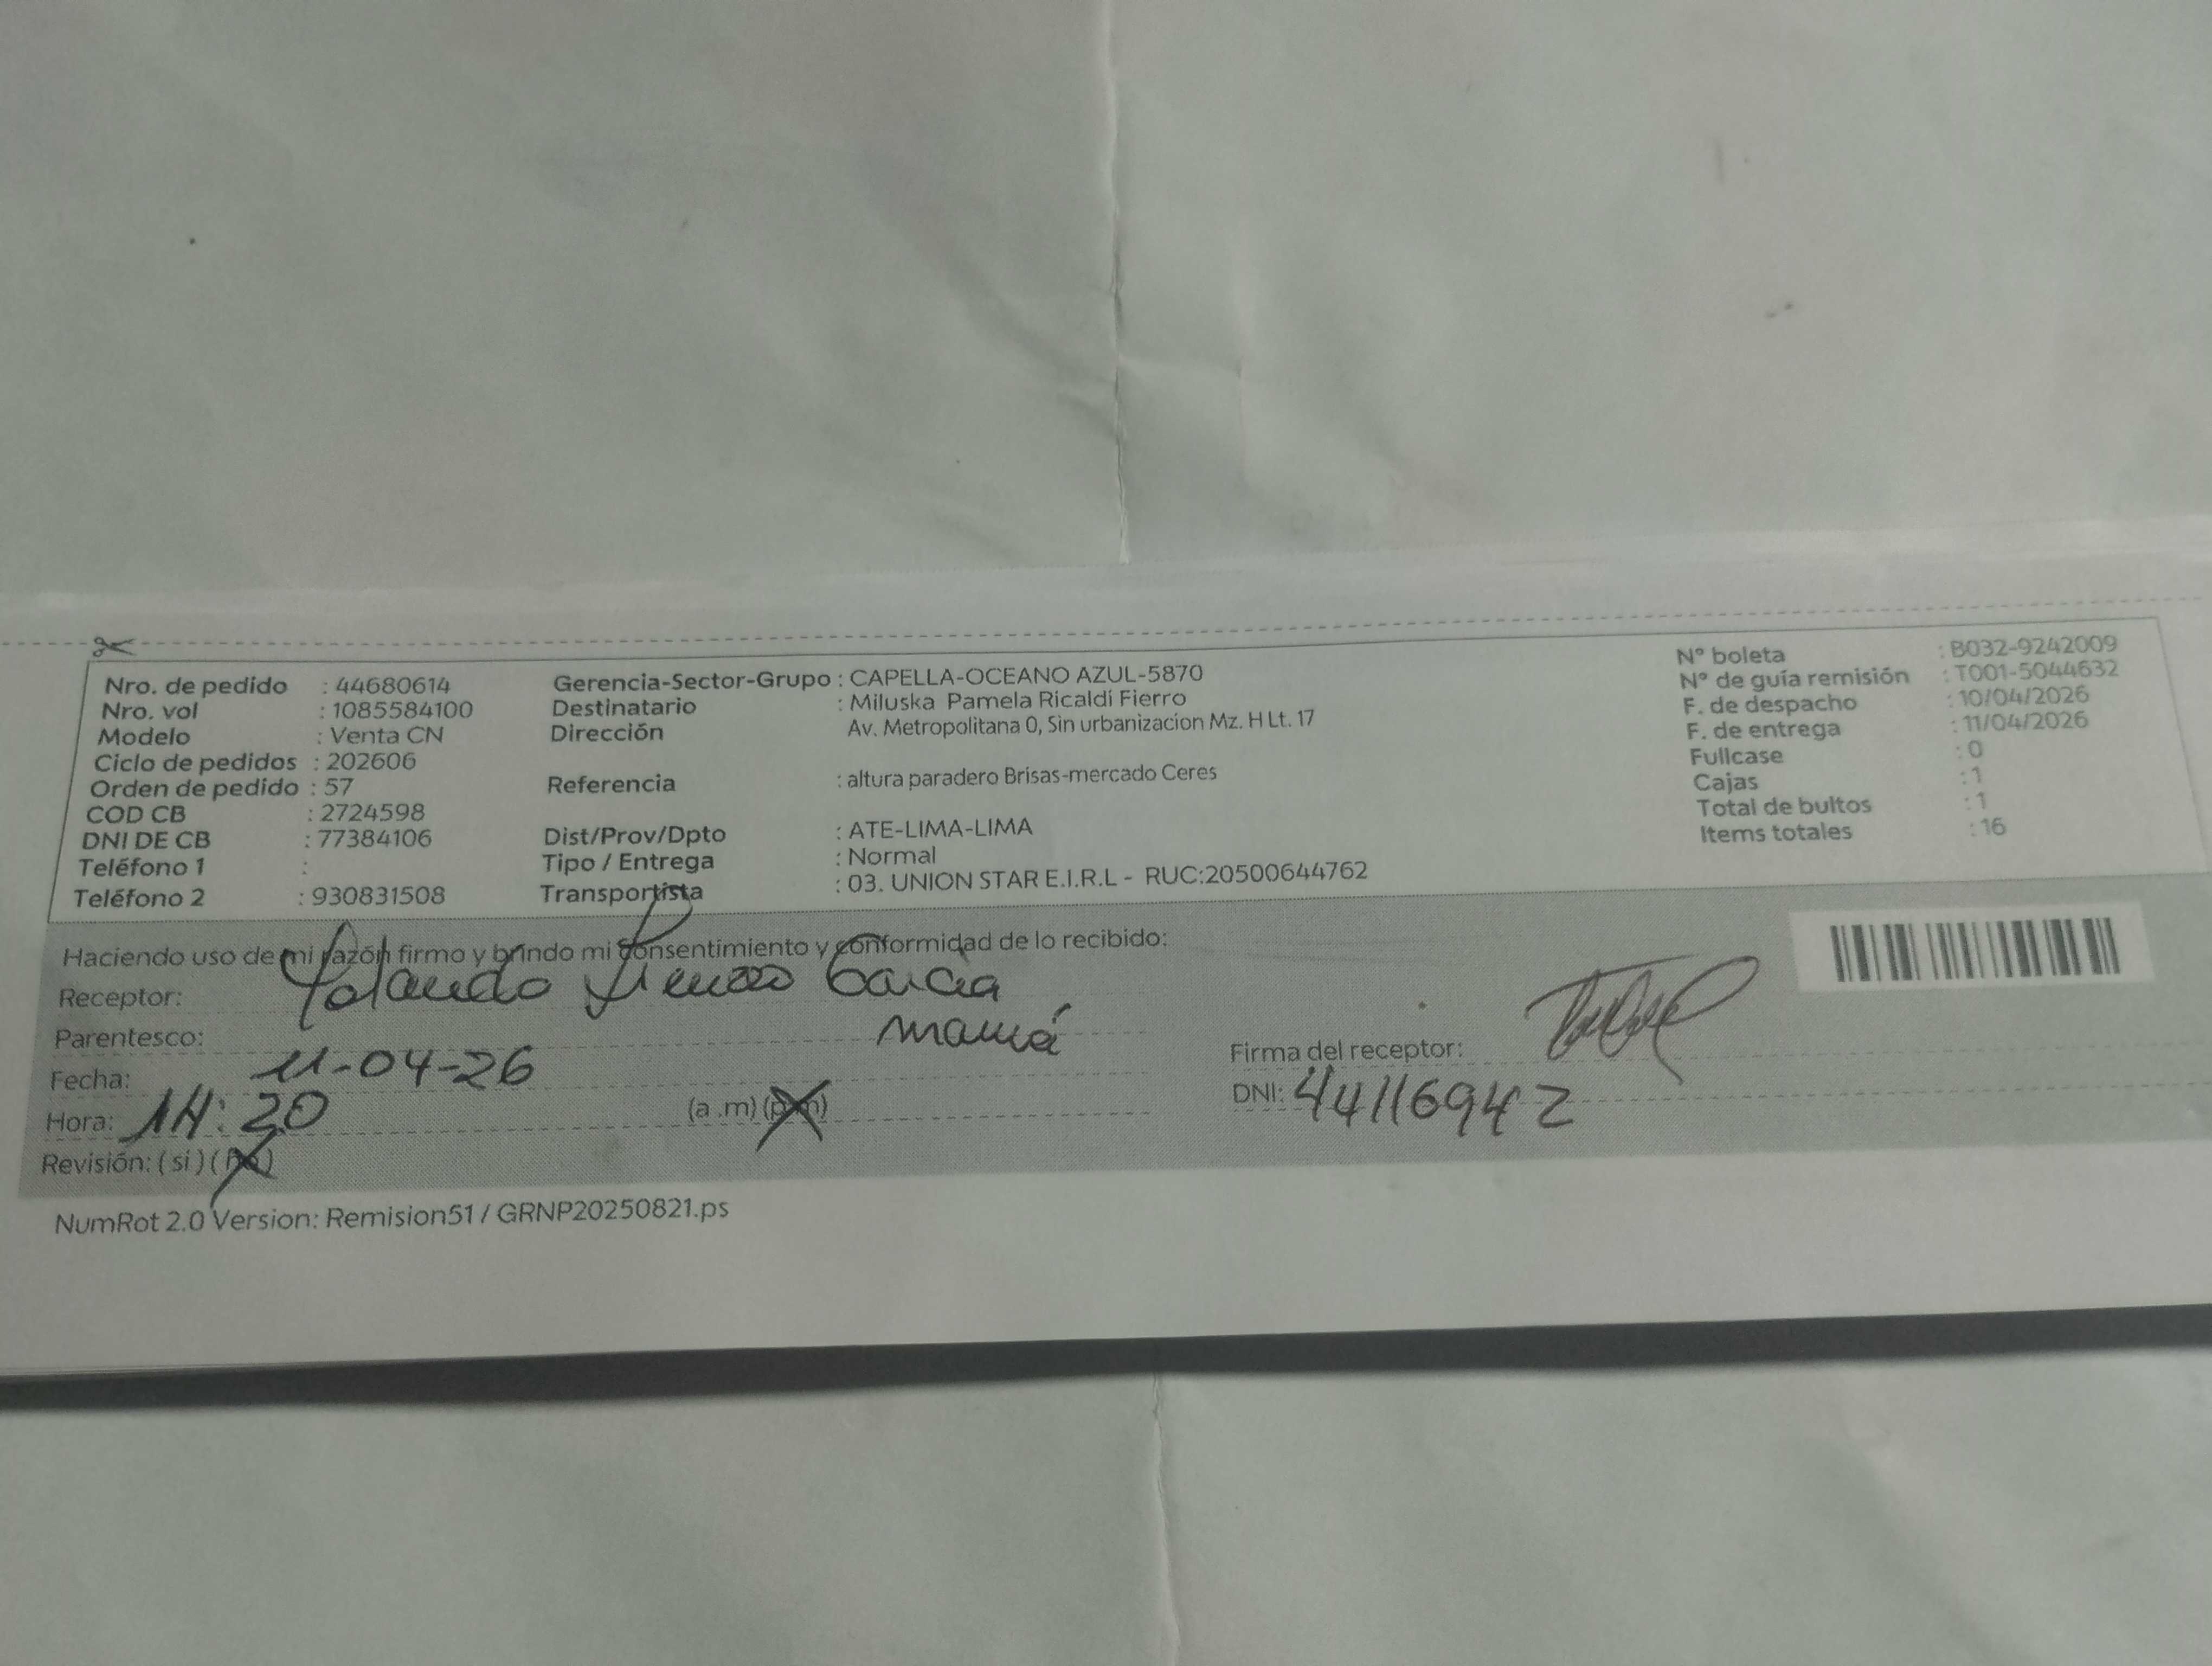 Nro. de pedido : 44680614
Nro. vol : 1085584100
Modelo : Venta CN
Ciclo de pedidos : 202606
Orden de pedido : 57
COD CB : 2724598
DNI DE CB : 77384106
Teléfono 1 :
Teléfono 2 : 930831508
Gerencia-Sector-Grupo : CAPELLA-OCEANO AZUL-5870
Destinatario : Miluska Pamela Ricaldi Fierro
Dirección Av. Metropolitana 0, Sin urbanizacion Mz. H Lt. 17
Referencia : altura paradero Brisas-mercado Ceres
Dist/Prov/Dpto : ATE-LIMA-LIMA
Tipo / Entrega : Normal
Transportista : 03. UNION STAR E.I.R.L - RUC:20500644762
N° boleta : B032-9242009
N° de guía remisión : T001-5044632
F. de despacho : 10/04/2026
F. de entrega : 11/04/2026
Fullcase : 0
Cajas : 1
Total de bultos : 1
Items totales : 16
Haciendo uso de mi razón firmo y brindo mi consentimiento y conformidad de lo recibido:
Receptor: Garcia
Parentesco: mamá
Fecha: 11-04-26
Hora: 14:20 (a .m) (p.m)
Revisión: (si) (no)
Firma del receptor:
DNI: 44116942
NumRot 2.0 Version: Remision51 / GRNP20250821.ps